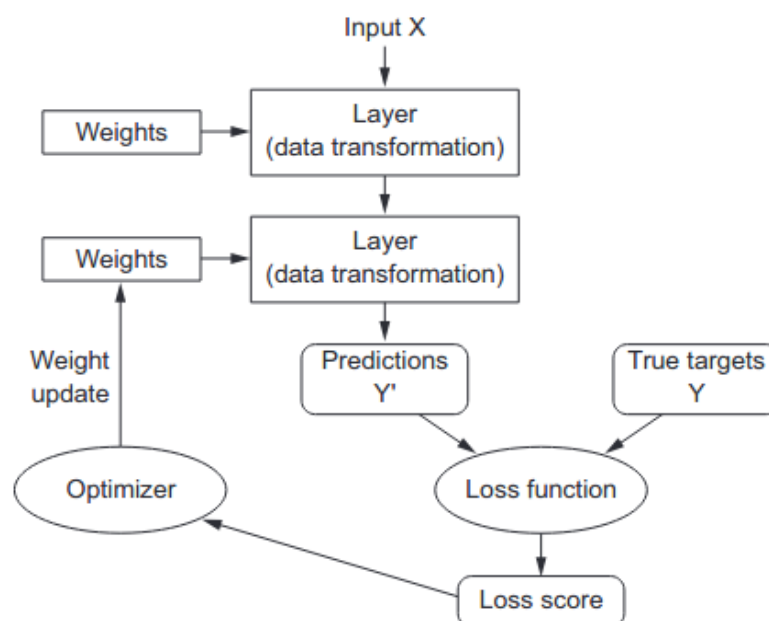 Input X
Layer
(data transformation)
Weights
Layer
(data transformation)
Weights
Weight
update
Predictions
Y'
True targets
Y
Optimizer
Loss function
Loss score